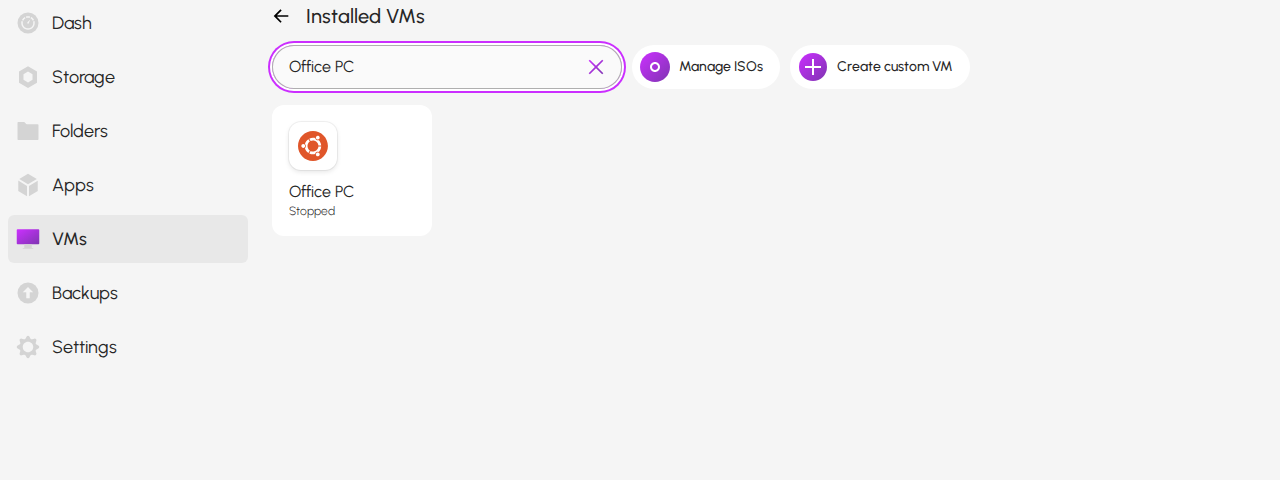 Dash
Storage
Folders
Apps
VMs
Backups
Settings
Installed VMs
Office PC
Manage ISOs
Create custom VM
Office PC
Stopped